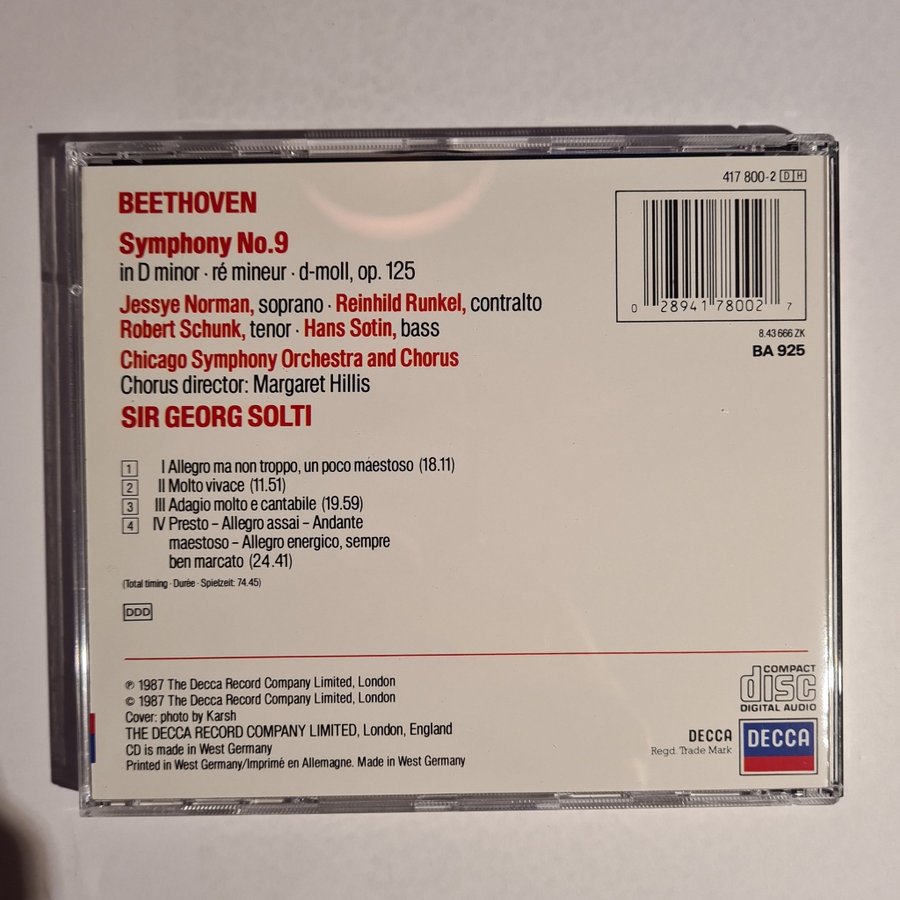 417 800-2 DH
BEETHOVEN
Symphony No.9
in D minor · ré mineur · d-moll, op. 125
Jessye Norman, soprano · Reinhild Runkel, contralto
Robert Schunk, tenor · Hans Sotin, bass
Chicago Symphony Orchestra and Chorus
Chorus director: Margaret Hillis
SIR GEORG SOLTI
0 28941 78002 7
8.43 666 ZK
BA 925
1 I Allegro ma non troppo, un poco maestoso (18.11)
2 II Molto vivace (11.51)
3 III Adagio molto e cantabile (19.59)
4 IV Presto – Allegro assai – Andante
maestoso – Allegro energico, sempre
ben marcato (24.41)
(Total timing · Durée · Spielzeit: 74.45)
DDD
℗ 1987 The Decca Record Company Limited, London
© 1987 The Decca Record Company Limited, London
Cover: photo by Karsh
THE DECCA RECORD COMPANY LIMITED, London, England
CD is made in West Germany
Printed in West Germany/Imprimé en Allemagne. Made in West Germany
COMPACT
disc
DIGITAL AUDIO
DECCA
Regd. Trade Mark
DECCA